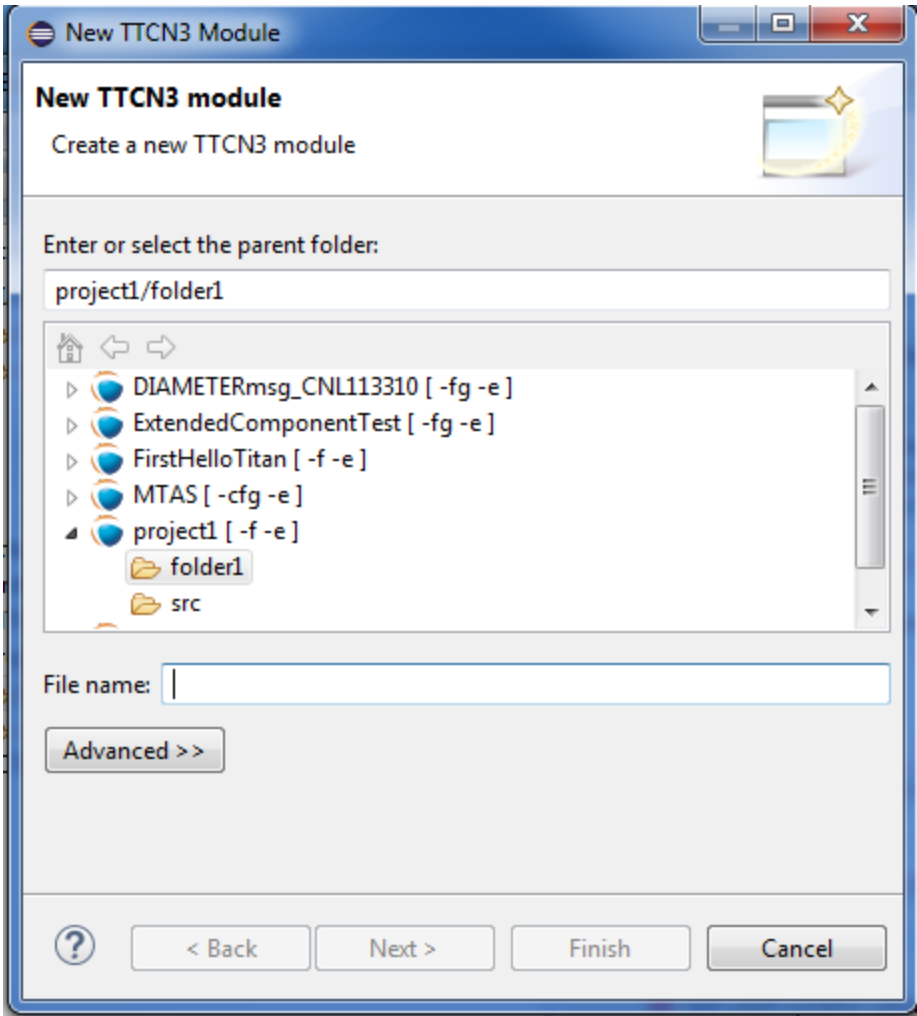 New TTCN3 Module
New TTCN3 module
Create a new TTCN3 module
Enter or select the parent folder:
project1/folder1
DIAMETERmsg_CNL113310 [ -fg -e ]
ExtendedComponentTest [ -fg -e ]
FirstHelloTitan [ -f -e ]
MTAS [ -cfg -e ]
project1 [ -f -e ]
folder1
src
File name:
Advanced >>
? < Back Next > Finish Cancel